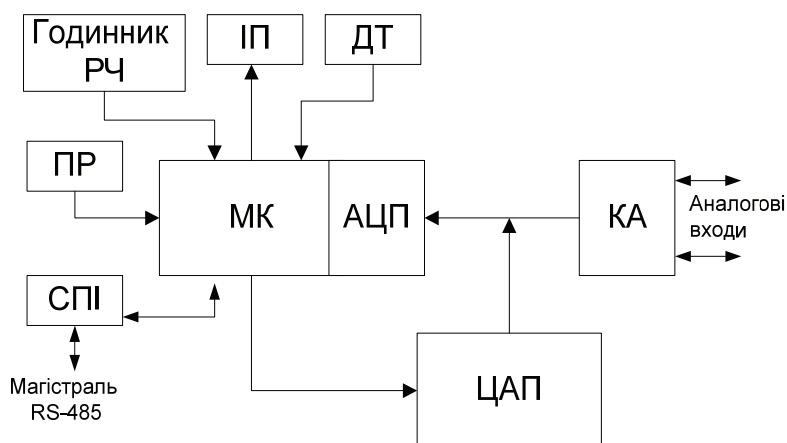 Годинник
РЧ
ІП
ДТ
ПР
МК
АЦП
КА
Аналогові
входи
СПІ
Магістраль
RS-485
ЦАП